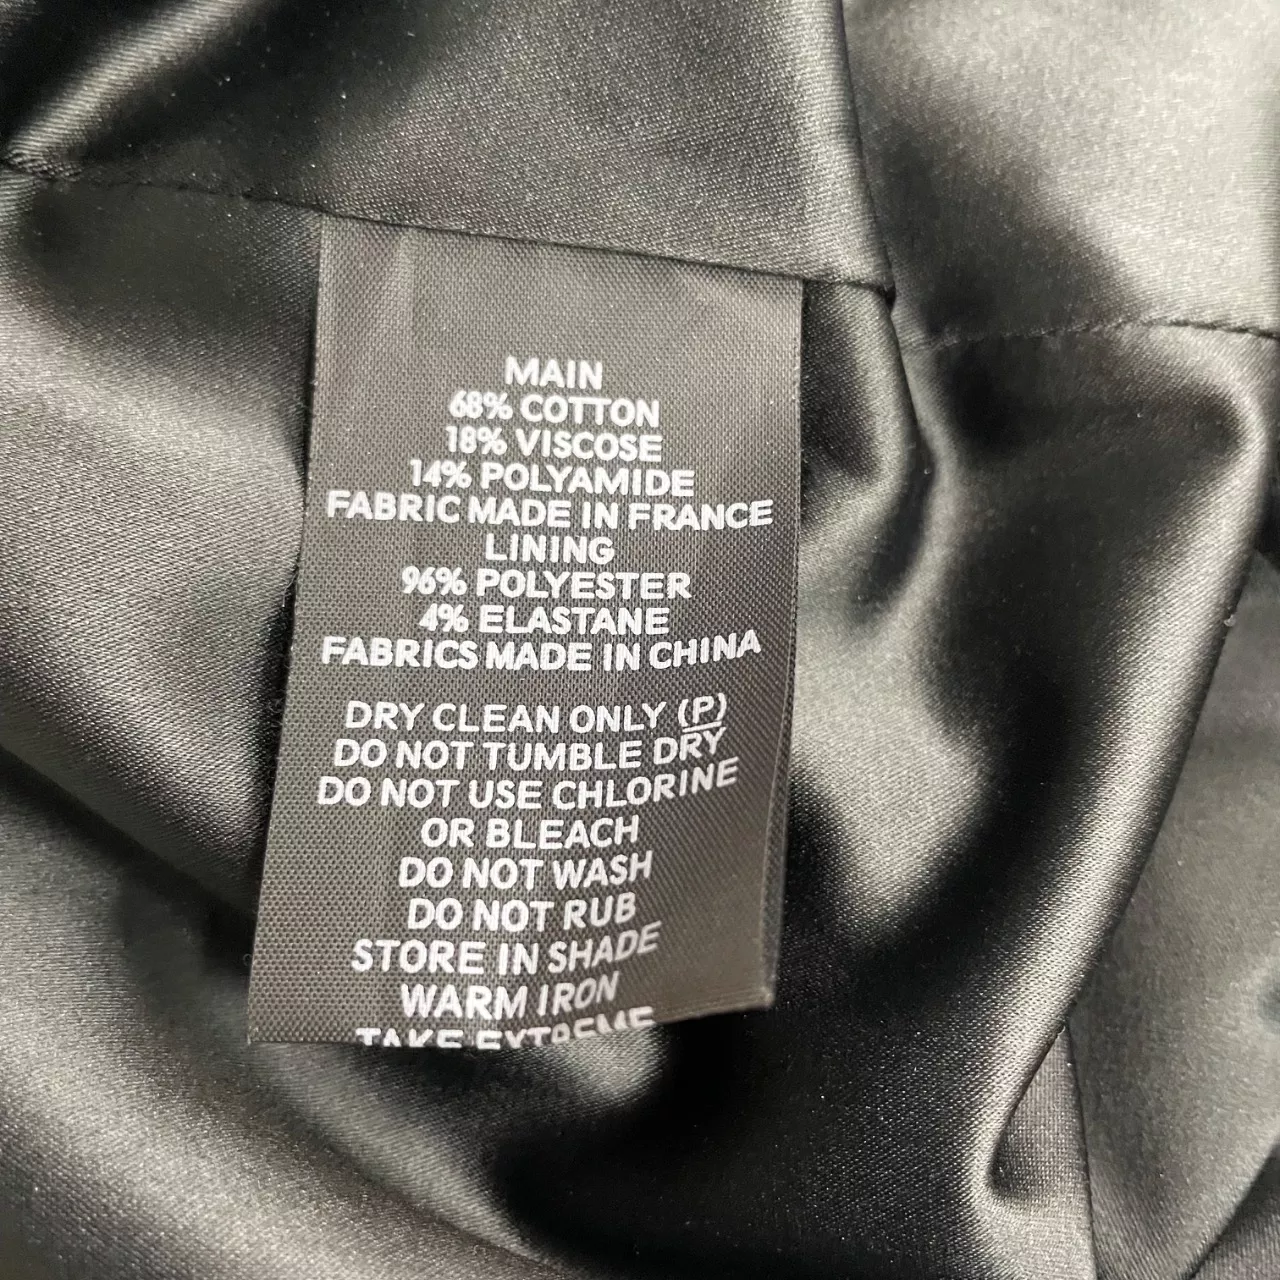 MAIN
68% COTTON
18% VISCOSE
14% POLYAMIDE
FABRIC MADE IN FRANCE
LINING
96% POLYESTER
4% ELASTANE
FABRICS MADE IN CHINA
DRY CLEAN ONLY (P)
DO NOT TUMBLE DRY
DO NOT USE CHLORINE
OR BLEACH
DO NOT WASH
DO NOT RUB
STORE IN SHADE
WARM IRON
TAKE EXTREME